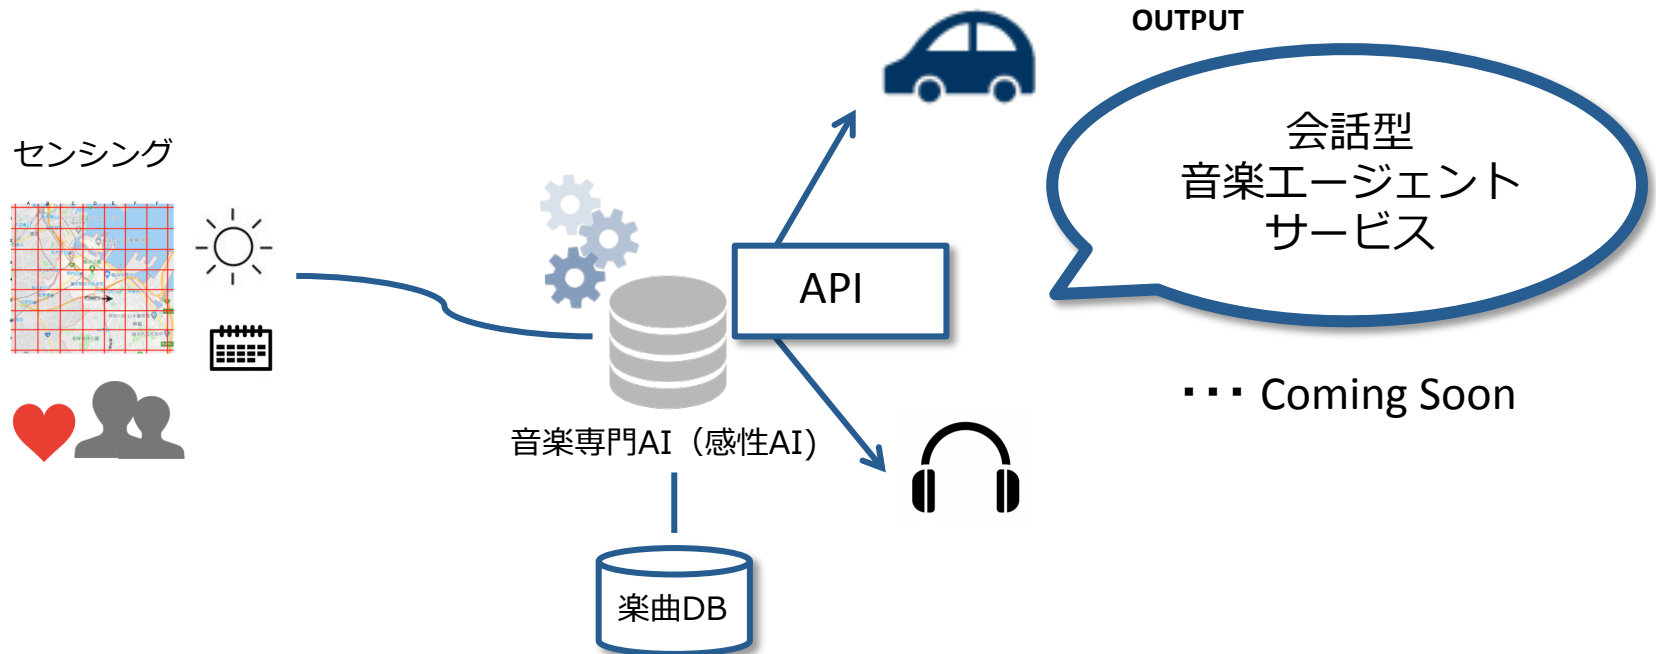 OUTPUT
センシング
会話型
音楽エージェント
サービス
API
・・・ Coming Soon
音楽専門AI（感性AI)
楽曲DB